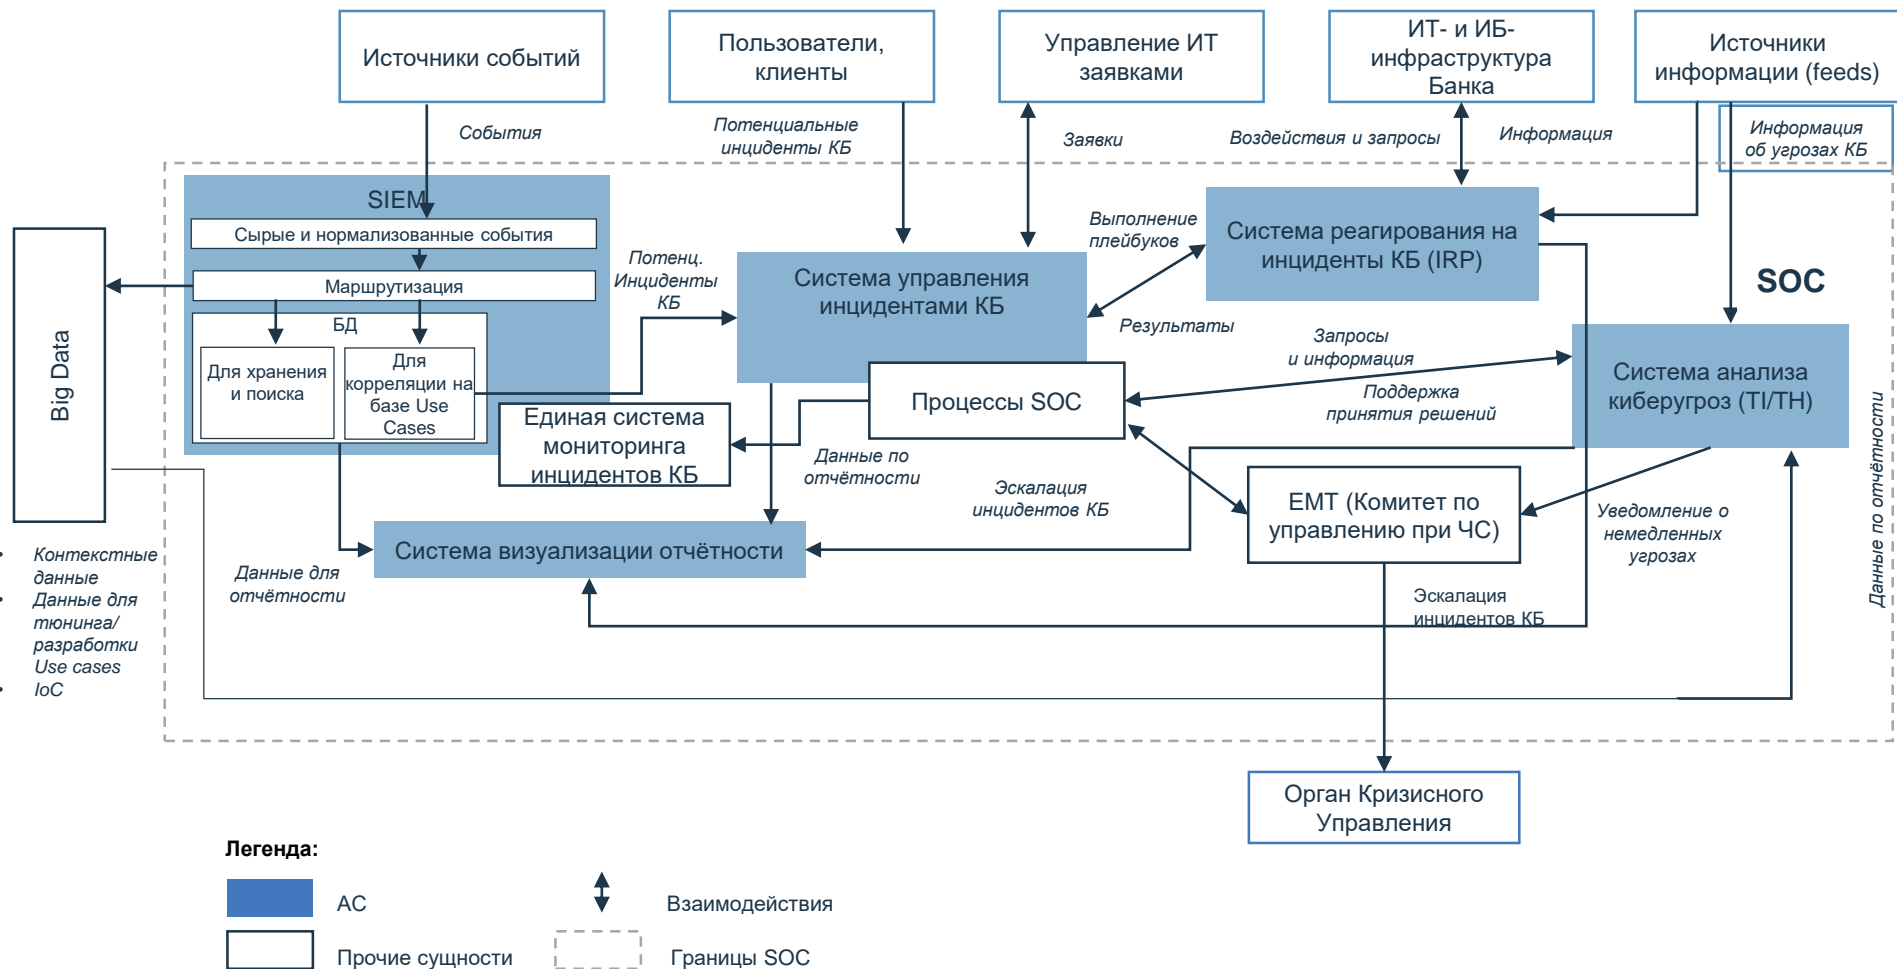 Источники событий
Пользователи,
клиенты
Управление ИТ
заявками
ИТ- и ИБ-
инфраструктура
Банка
Источники
информации (feeds)
События
Потенциальные
инциденты КБ
Заявки
Воздействия и запросы
Информация
Информация
об угрозах КБ
SIEM
Сырые и нормализованные события
Маршрутизация
БД
Для хранения
и поиска
Для
корреляции на
базе Use
Cases
Big Data
Потенц.
Инциденты
КБ
Система управления
инцидентами КБ
Выполнение
плейбуков
Результаты
Система реагирования на
инциденты КБ (IRP)
SOC
Запросы
и информация
Поддержка
принятия решений
Система анализа
киберугроз (TI/TH)
Процессы SOC
Единая система
мониторинга
инцидентов КБ
Данные по
отчётности
Эскалация
инцидентов КБ
ЕМТ (Комитет по
управлению при ЧС)
Уведомление о
немедленных
угрозах
Данные по отчётности
Система визуализации отчётности
Данные для
отчётности
• Контекстные
данные
• Данные для
тюнинга/
разработки
Use cases
• IoC
Эскалация
инцидентов КБ
Орган Кризисного
Управления
Легенда:
АС
Взаимодействия
Прочие сущности
Границы SOC